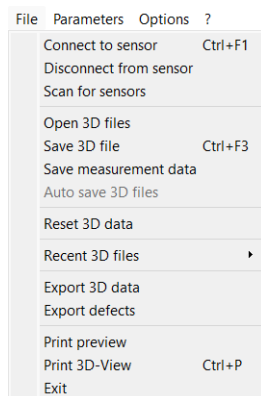 File Parameters Options ?
Connect to sensor Ctrl+F1
Disconnect from sensor
Scan for sensors
Open 3D files
Save 3D file Ctrl+F3
Save measurement data
Auto save 3D files
Reset 3D data
Recent 3D files
Export 3D data
Export defects
Print preview
Print 3D-View Ctrl+P
Exit